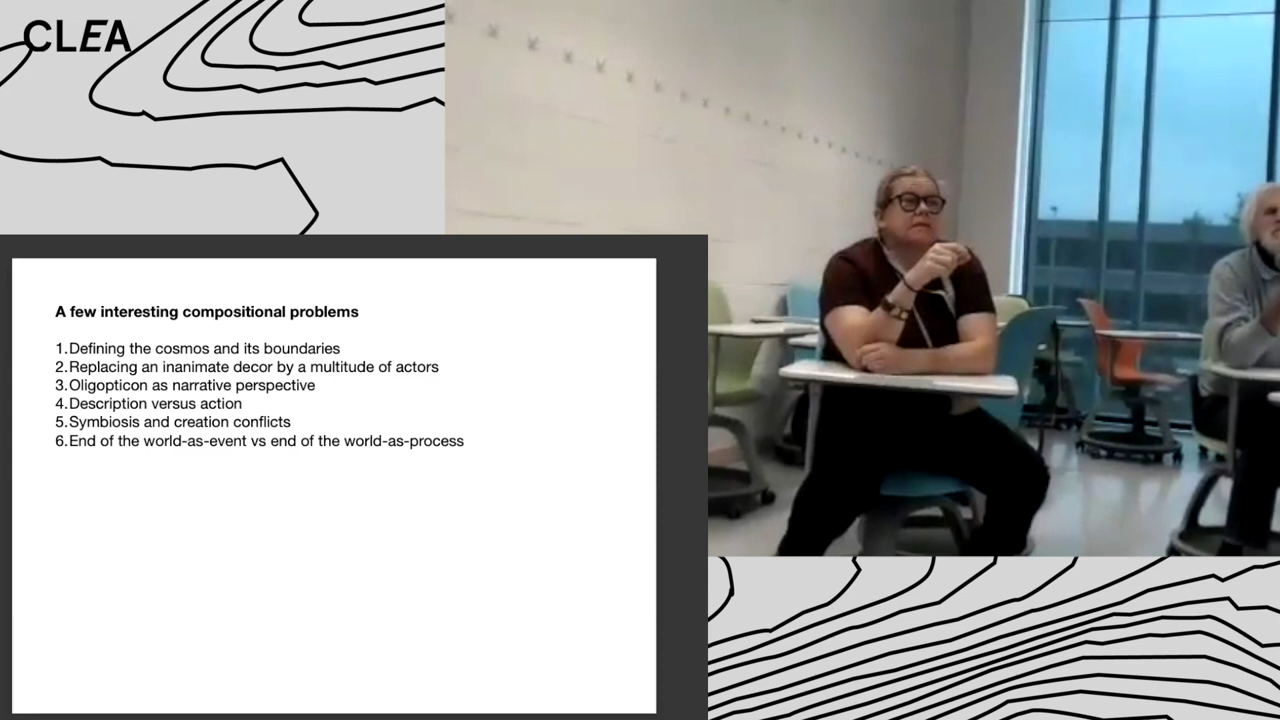 CLEA
A few interesting compositional problems
1.Defining the cosmos and its boundaries
2.Replacing an inanimate decor by a multitude of actors
3.Oligopticon as narrative perspective
4.Description versus action
5.Symbiosis and creation conflicts
6.End of the world-as-event vs end of the world-as-process